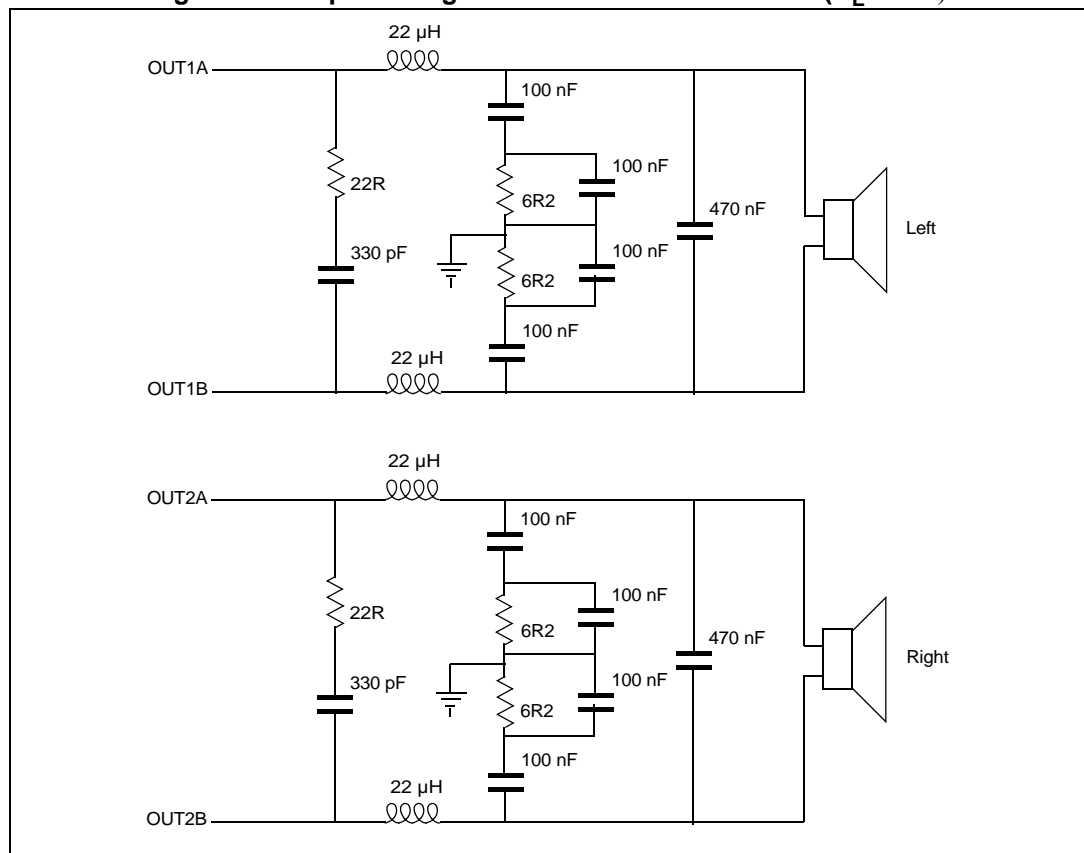 22 µH
OUT1A
100 nF
100 nF
22R
6R2
470 nF
Left
330 pF
100 nF
6R2
100 nF
22 µH
OUT1B
22 µH
OUT2A
100 nF
100 nF
22R
6R2
470 nF
Right
330 pF
100 nF
6R2
100 nF
22 µH
OUT2B